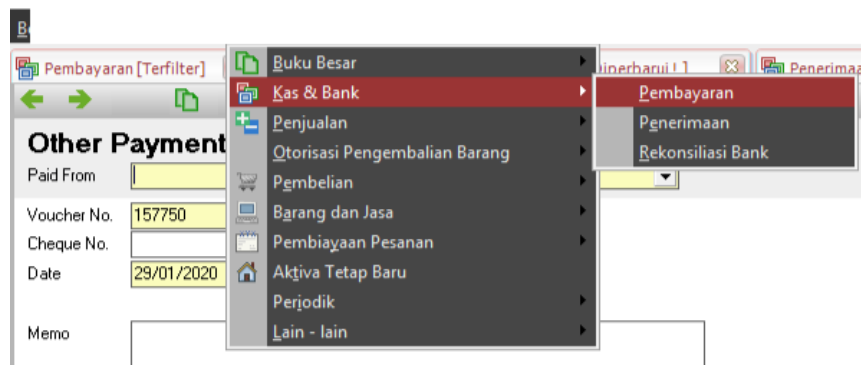 Pembayaran [Terfilter]
Buku Besar
Kas & Bank
Pembayaran
Penjualan
Penerimaan
Otorisasi Pengembalian Barang
Rekonsiliasi Bank
Pembelian
Barang dan Jasa
Pembiayaan Pesanan
Aktiva Tetap Baru
Periodik
Lain - lain
Other Payment
Paid From
Voucher No. 157750
Cheque No.
Date 29/01/2020
Memo